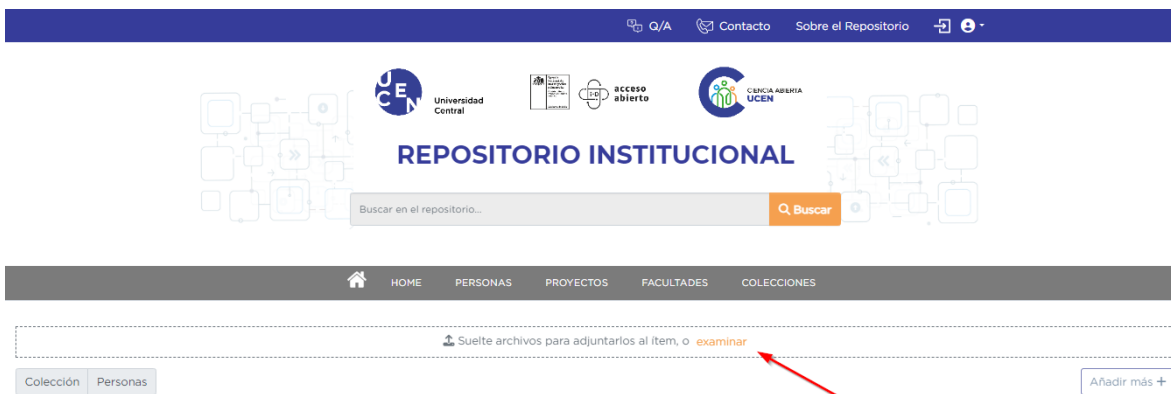 Q/A Contacto Sobre el Repositorio
UCEN
Universidad
Central
acceso
abierto
CIENCIA ABIERTA
UCEN
REPOSITORIO INSTITUCIONAL
Buscar en el repositorio... Buscar
HOME PERSONAS PROYECTOS FACULTADES COLECCIONES
Suelte archivos para adjuntarlos al ítem, o examinar
Colección Personas Añadir más +